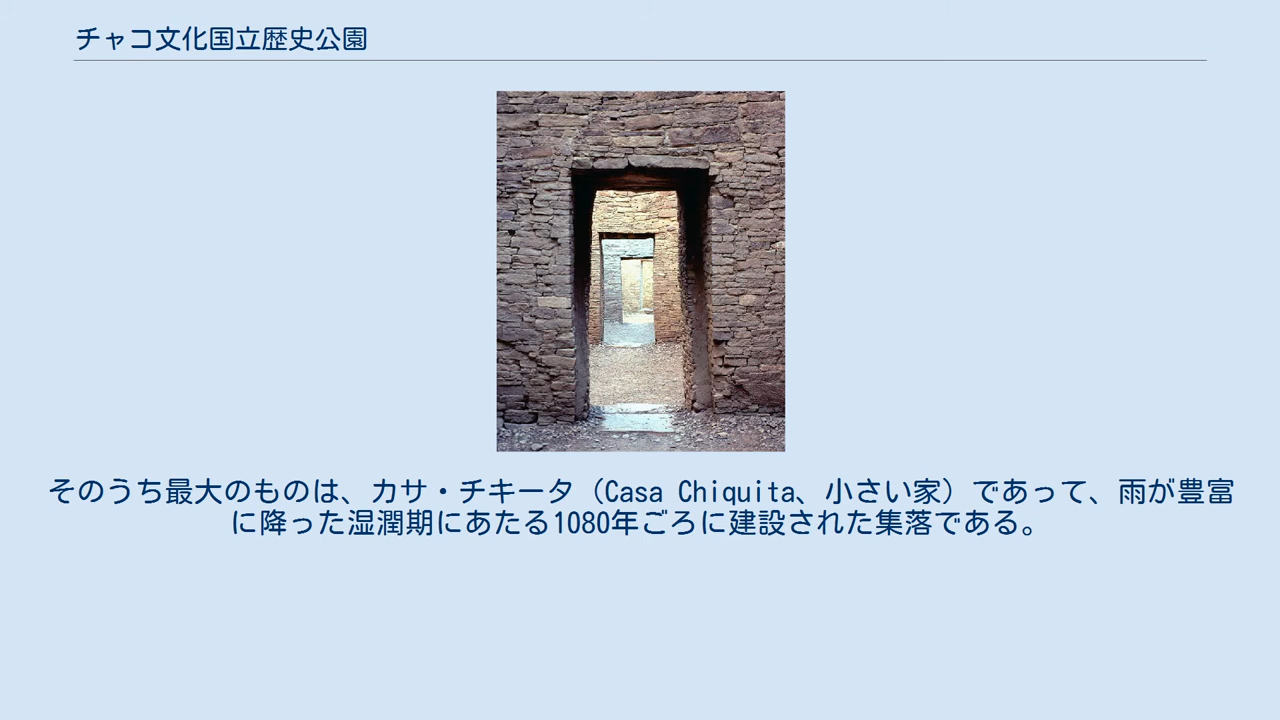 チャコ文化国立歴史公園
そのうち最大のものは、カサ・チキータ（Casa Chiquita、小さい家）であって、雨が豊富
に降った湿潤期にあたる1080年ごろに建設された集落である。